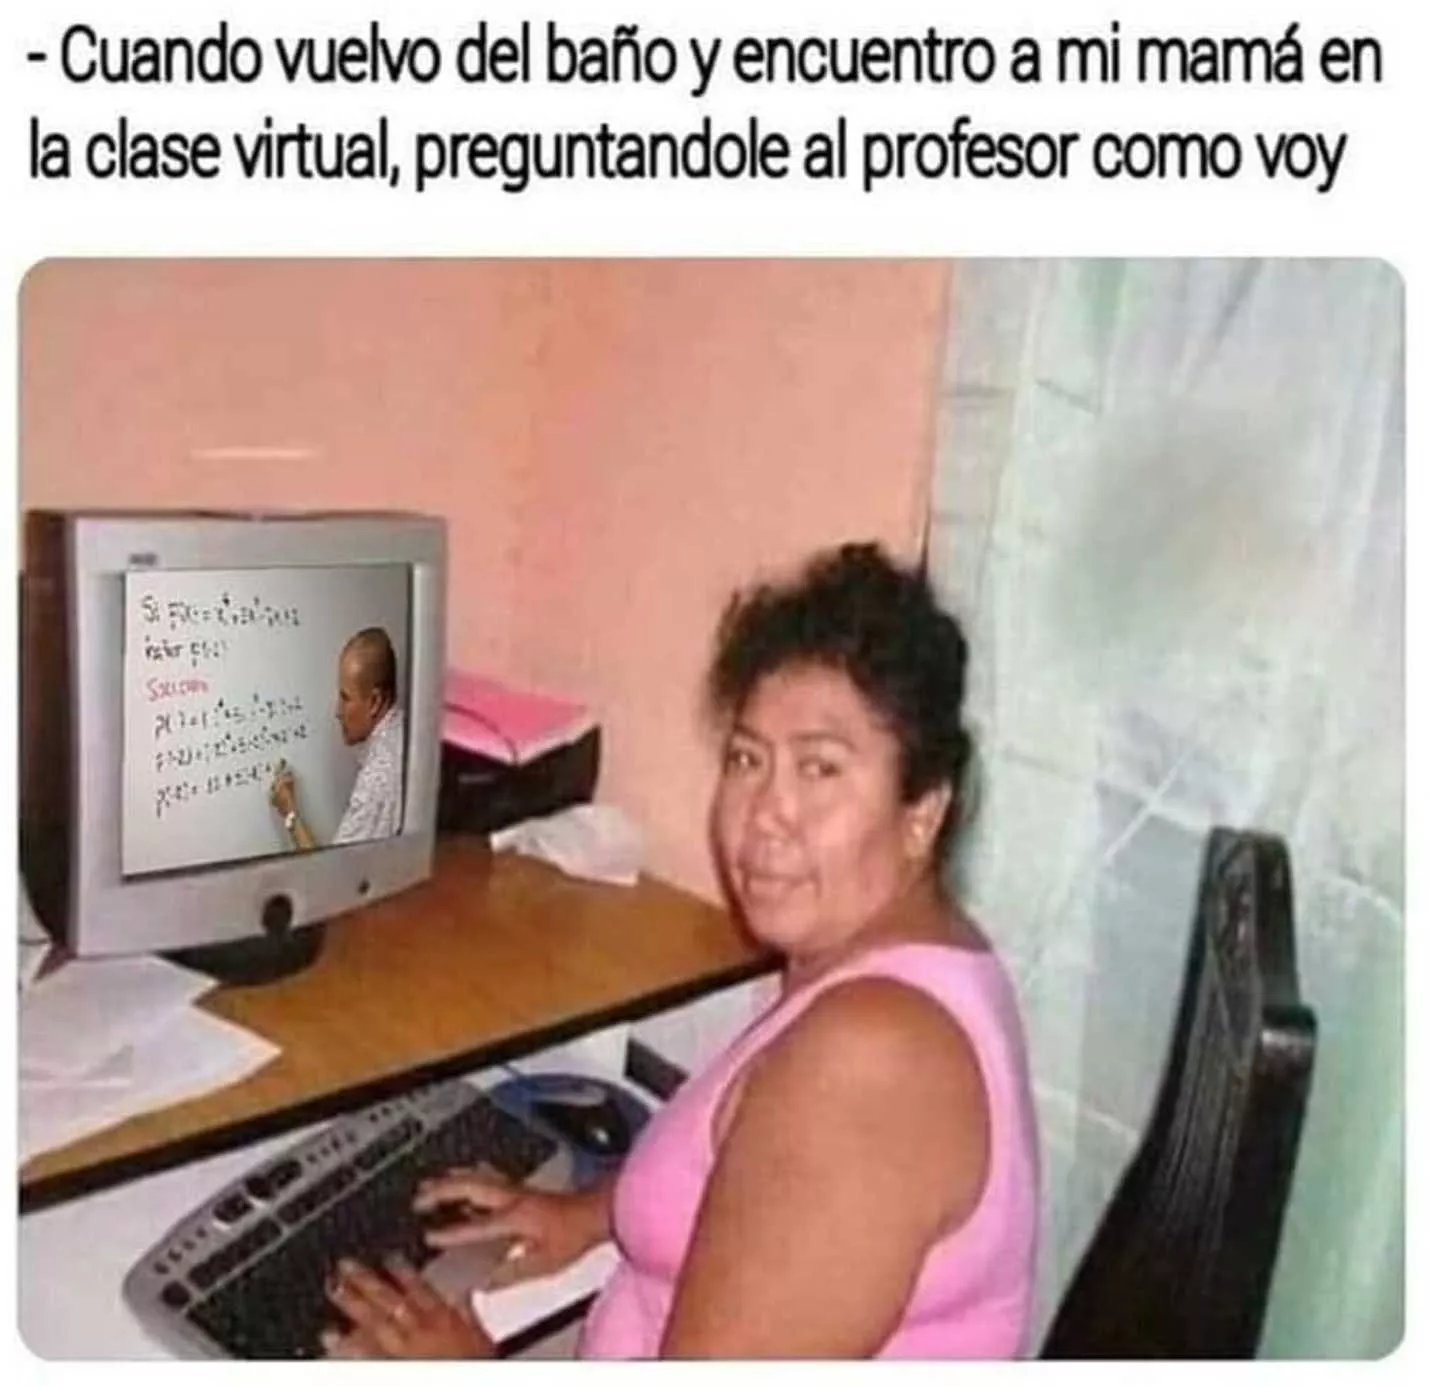 - Cuando vuelvo del baño y encuentro a mi mamá en
la clase virtual, preguntandole al profesor como voy